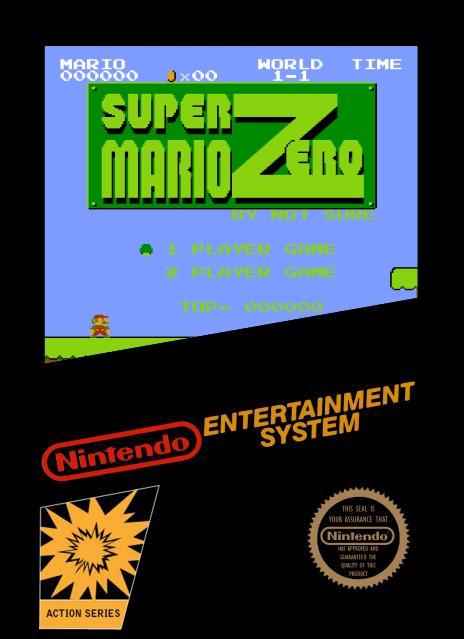 MARIO WORLD TIME
000000 ×00 1-1
SUPER
MARIO ZERO
BY NOT SURE
1 PLAYER GAME
2 PLAYER GAME
TOP- 000000
Nintendo
ENTERTAINMENT
SYSTEM
ACTION SERIES
THIS SEAL IS
YOUR ASSURANCE THAT
Nintendo
HAS APPROVED AND
GUARANTEED THE
QUALITY OF THIS
PRODUCT